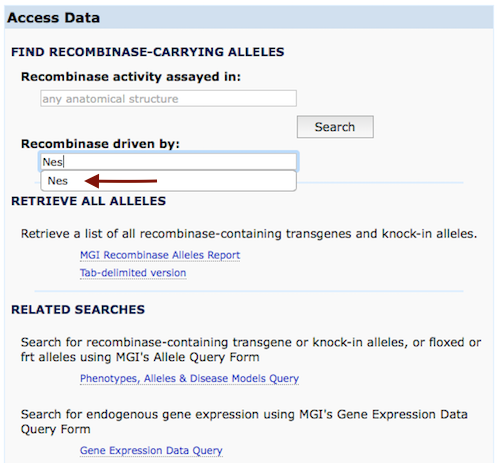 Access Data
FIND RECOMBINASE-CARRYING ALLELES
Recombinase activity assayed in:
any anatomical structure
Search
Recombinase driven by:
Nes
Nes
RETRIEVE ALL ALLELES
Retrieve a list of all recombinase-containing transgenes and knock-in alleles.
MGI Recombinase Alleles Report
Tab-delimited version
RELATED SEARCHES
Search for recombinase-containing transgene or knock-in alleles, or floxed or
frt alleles using MGI's Allele Query Form
Phenotypes, Alleles & Disease Models Query
Search for endogenous gene expression using MGI's Gene Expression Data
Query Form
Gene Expression Data Query